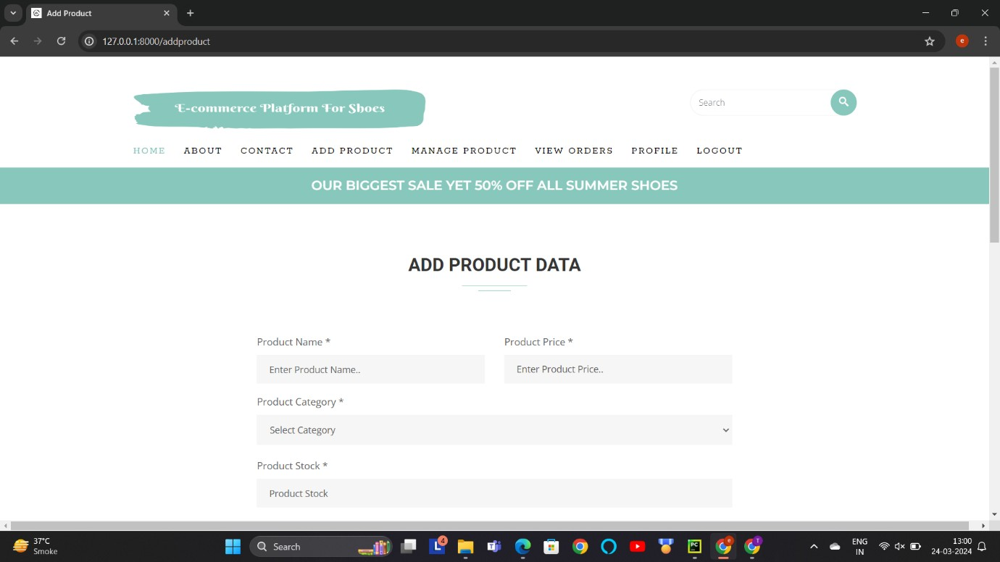 Add Product
127.0.0.1:8000/addproduct
e
E-commerce Platform For Shoes
Search
HOME ABOUT CONTACT ADD PRODUCT MANAGE PRODUCT VIEW ORDERS PROFILE LOGOUT
OUR BIGGEST SALE YET 50% OFF ALL SUMMER SHOES
ADD PRODUCT DATA
Product Name * Product Price *
Enter Product Name.. Enter Product Price..
Product Category *
Select Category
Product Stock *
Product Stock
37°C
Smoke
Search
L 4
PC
e
T
ENG
IN
13:00
24-03-2024